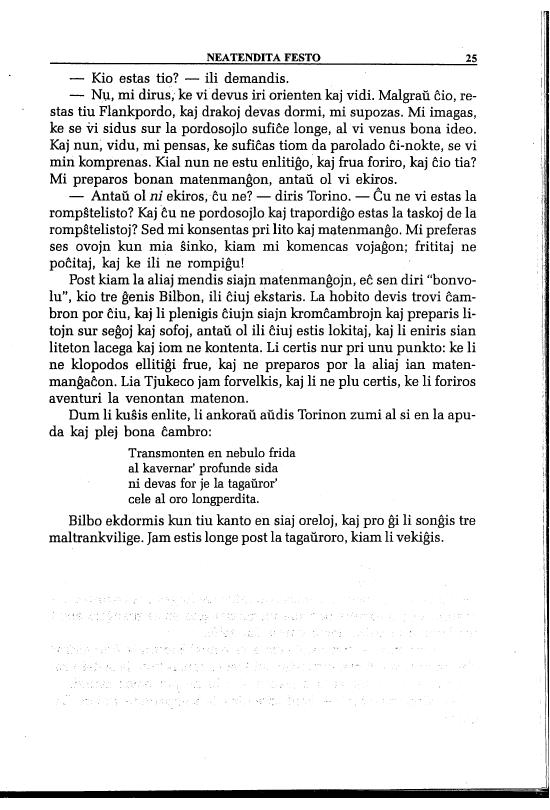 NEATENDITA FESTO 25
— Kio estas tio? — ili demandis.
— Nu, mi dirus, ke vi devus iri orienten kaj vidi. Malgraŭ ĉio, re-
stas tiu Flankpordo, kaj drakoj devas dormi, mi supozas. Mi imagas,
ke se vi sidus sur la pordosojlo sufiĉe longe, al vi venus bona ideo.
Kaj nun, vidu, mi pensas, ke sufiĉas tiom da parolado ĉi-nokte, se vi
min komprenas. Kial nun ne estu enlitiĝo, kaj frua foriro, kaj ĉio tia?
Mi preparos bonan matenmanĝon, antaŭ ol vi ekiros.
— Antaŭ ol ni ekiros, ĉu ne? — diris Torino. — Ĉu ne vi estas la
rompŝtelisto? Kaj ĉu ne pordosojlo kaj trapordiĝo estas la taskoj de la
rompŝtelistoj? Sed mi konsentas pri lito kaj matenmanĝo. Mi preferas
ses ovojn kun mia ŝinko, kiam mi komencas vojaĝon; frititaj ne
poĉitaj, kaj ke ili ne rompiĝu!
Post kiam la aliaj mendis siajn matenmanĝojn, eĉ sen diri “bonvo-
lu”, kio tre ĝenis Bilbon, ili ĉiuj ekstaris. La hobito devis trovi ĉam-
bron por ĉiu, kaj li plenigis ĉiujn siajn kromĉambrojn kaj preparis li-
tojn sur seĝoj kaj sofoj, antaŭ ol ili ĉiuj estis lokitaj, kaj li eniris sian
liteton lacega kaj iom ne kontenta. Li certis nur pri unu punkto: ke li
ne klopodos ellitiĝi frue, kaj ne preparos por la aliaj ian maten-
manĝaĉon. Lia Tjukeco jam forvelkis, kaj li ne plu certis, ke li foriros
aventuri la venontan matenon.
Dum li kuŝis enlite, li ankoraŭ aŭdis Torinon zumi al si en la apu-
da kaj plej bona ĉambro:
Transmonten en nebulo frida
al kavernar’ profunde sida
ni devas for je la tagaŭror’
cele al oro longperdita.
Bilbo ekdormis kun tiu kanto en siaj oreloj, kaj pro ĝi li sonĝis tre
maltrankvilige. Jam estis longe post la tagaŭroro, kiam li vekiĝis.